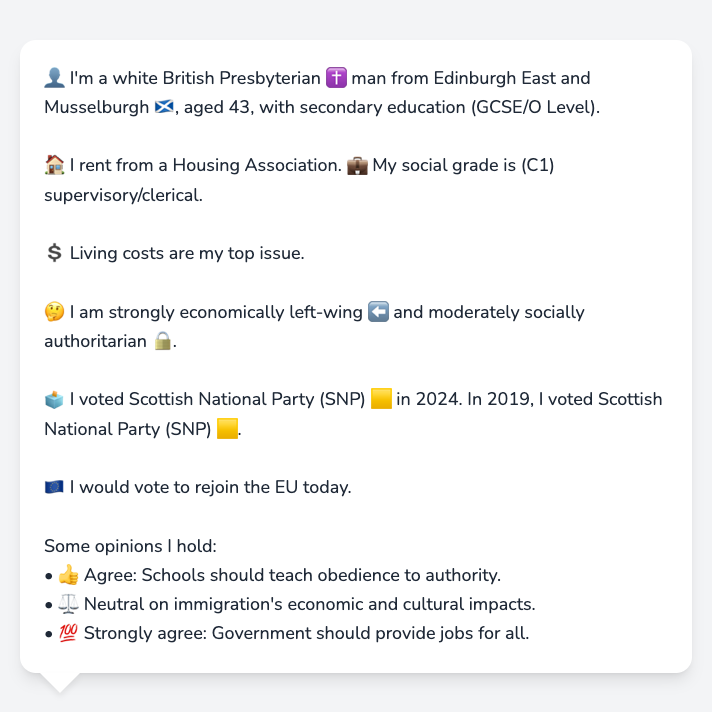 👤 I'm a white British Presbyterian ✝️ man from Edinburgh East and
Musselburgh 🏴󠁧󠁢󠁳󠁣󠁴󠁿, aged 43, with secondary education (GCSE/O Level).
🏠 I rent from a Housing Association. 💼 My social grade is (C1)
supervisory/clerical.
💲 Living costs are my top issue.
🤔 I am strongly economically left-wing ⬅️ and moderately socially
authoritarian 🔒.
🗳️ I voted Scottish National Party (SNP) 🟨 in 2024. In 2019, I voted Scottish
National Party (SNP) 🟨.
🇪🇺 I would vote to rejoin the EU today.
Some opinions I hold:
• 👍 Agree: Schools should teach obedience to authority.
• ⚖️ Neutral on immigration's economic and cultural impacts.
• 💯 Strongly agree: Government should provide jobs for all.